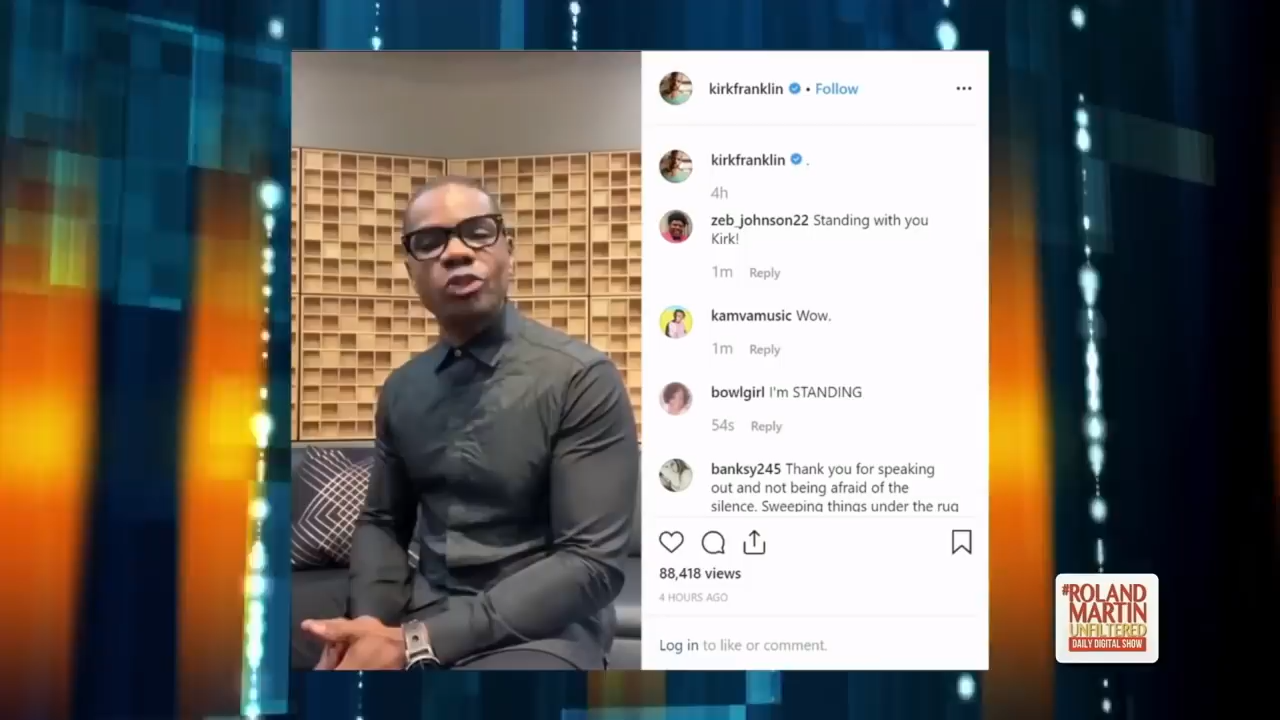 kirkfranklin • Follow
kirkfranklin .
4h
zeb_johnson22 Standing with you
Kirk!
1m Reply
kamvamusic Wow.
1m Reply
bowlgirl I'm STANDING
54s Reply
banksy245 Thank you for speaking
out and not being afraid of the
silence. Sweeping things under the rug
88,418 views
4 HOURS AGO
Log in to like or comment.
#ROLAND
MARTIN
UNFILTERED
DAILY DIGITAL SHOW